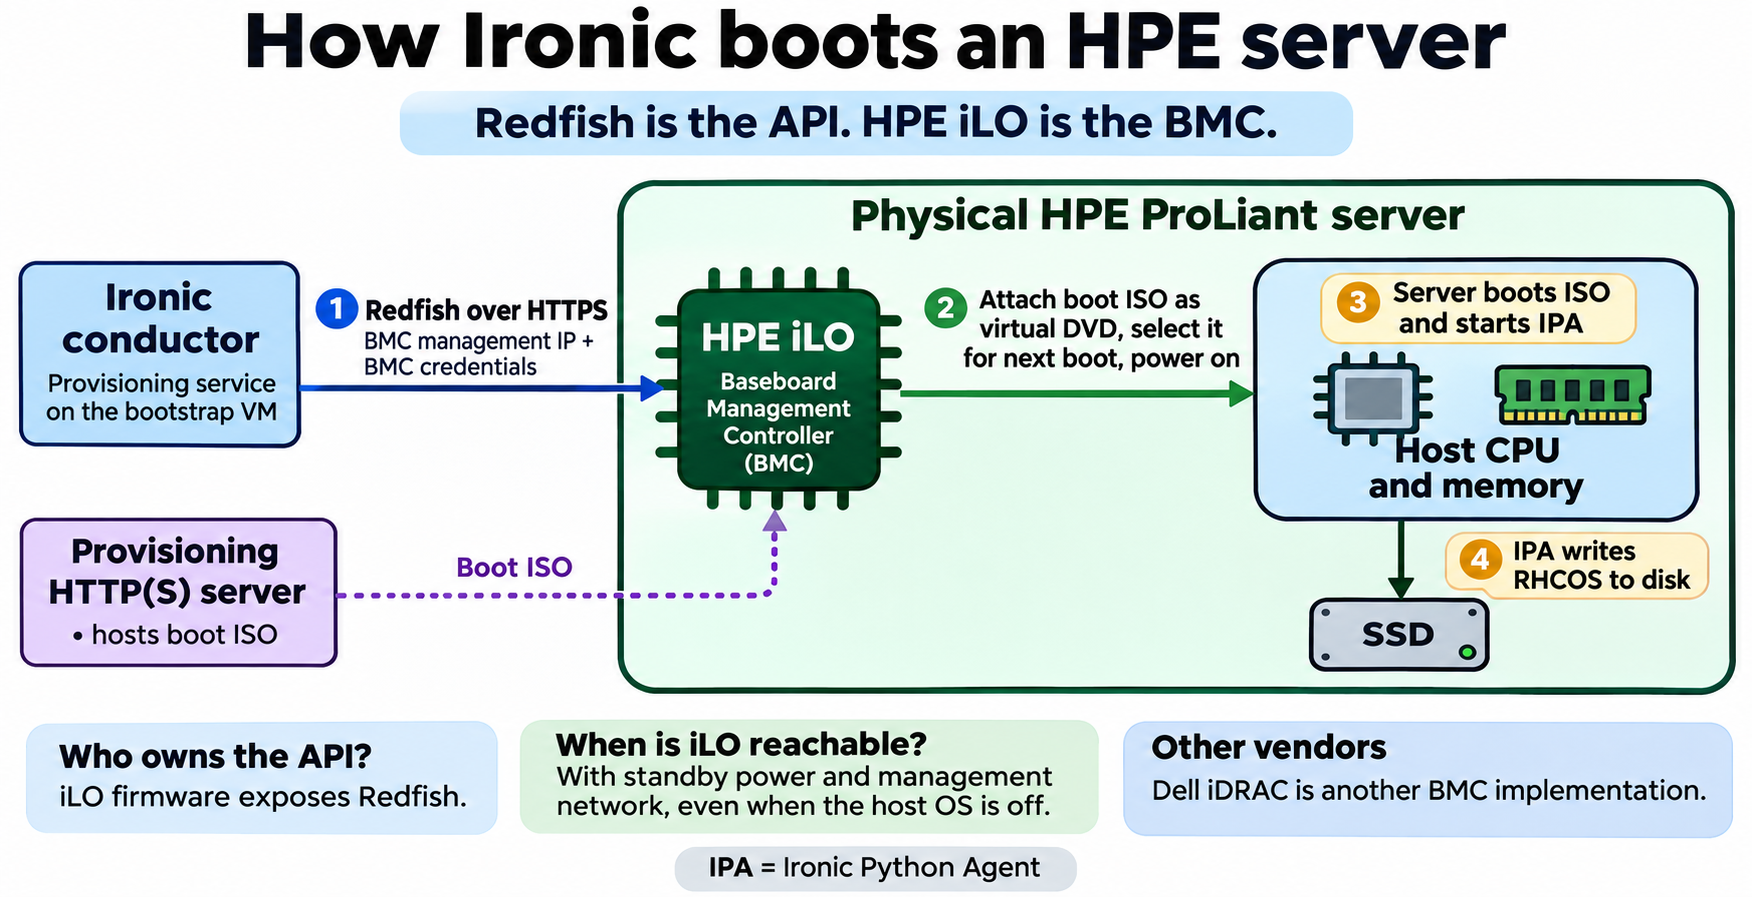 How Ironic boots an HPE server
Redfish is the API. HPE iLO is the BMC.
Physical HPE ProLiant server
Ironic
conductor
Provisioning service
on the bootstrap VM
1 Redfish over HTTPS
BMC management IP +
BMC credentials
HPE iLO
Baseboard
Management
Controller
(BMC)
2 Attach boot ISO as
virtual DVD, select it
for next boot, power on
3 Server boots ISO
and starts IPA
Host CPU
and memory
Provisioning
HTTP(S) server
• hosts boot ISO
Boot ISO
4 IPA writes
RHCOS to disk
SSD
Who owns the API?
iLO firmware exposes Redfish.
When is iLO reachable?
With standby power and management
network, even when the host OS is off.
Other vendors
Dell iDRAC is another BMC implementation.
IPA = Ironic Python Agent